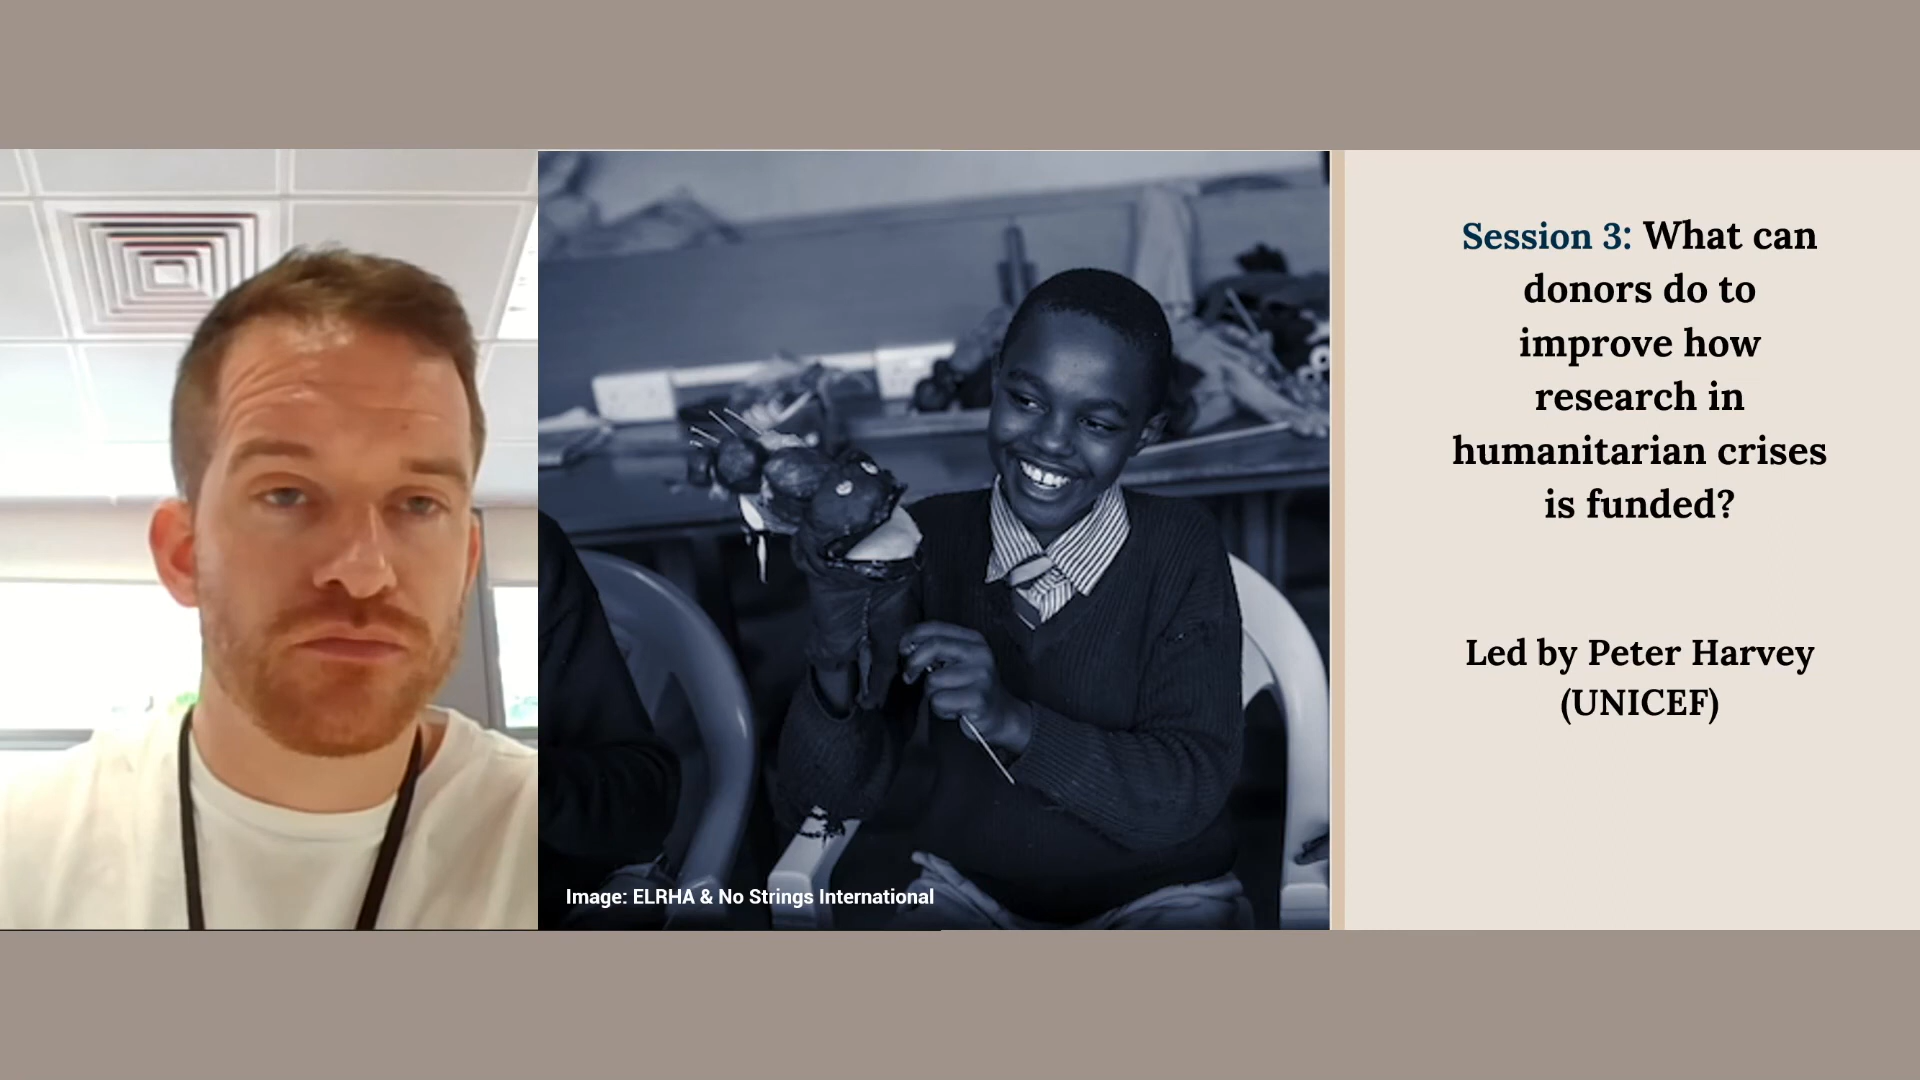 Session 3: What can
donors do to
improve how
research in
humanitarian crises
is funded?
Led by Peter Harvey
(UNICEF)
Image: ELRHA & No Strings International